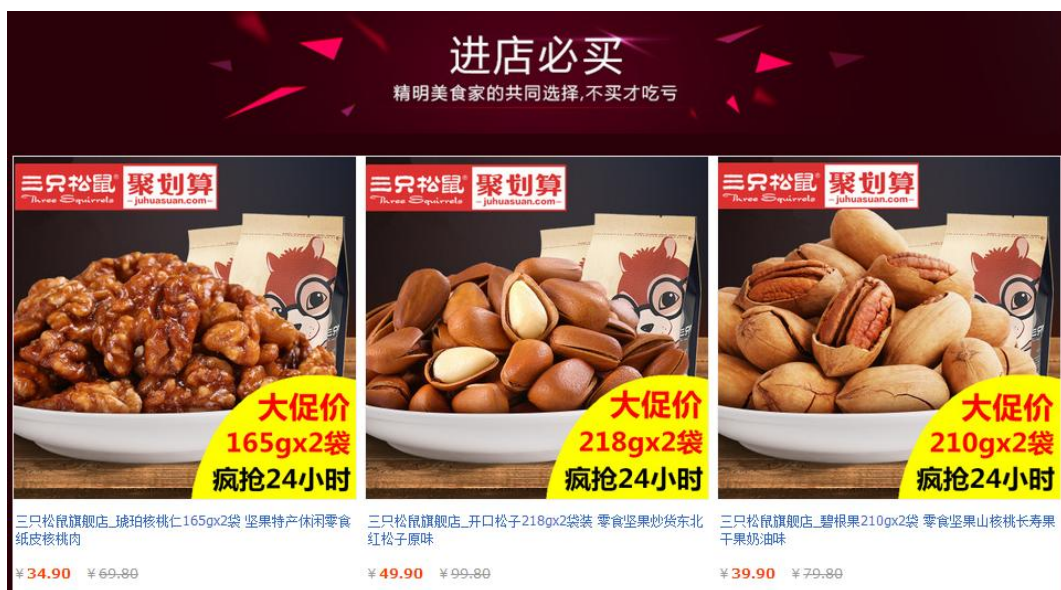 进店必买
精明美食家的共同选择,不买才吃亏
三只松鼠®
Three Squirrels
聚划算
juhuasuan.com
大促价
165gx2袋
疯抢24小时
三只松鼠®
Three Squirrels
聚划算
juhuasuan.com
大促价
218gx2袋
疯抢24小时
三只松鼠®
Three Squirrels
聚划算
juhuasuan.com
大促价
210gx2袋
疯抢24小时
三只松鼠旗舰店_琥珀核桃仁165gx2袋 坚果特产休闲零食
纸皮核桃肉
¥34.90 ¥69.80
三只松鼠旗舰店_开口松子218gx2袋装 零食坚果炒货东北
红松子原味
¥49.90 ¥99.80
三只松鼠旗舰店_碧根果210gx2袋 零食坚果山核桃长寿果
干果奶油味
¥39.90 ¥79.80